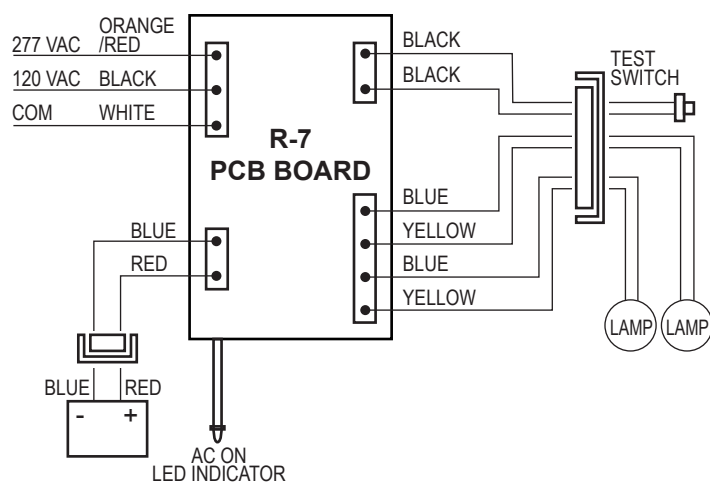 277 VAC ORANGE /RED
120 VAC BLACK
COM WHITE
R-7
PCB BOARD
BLACK
BLACK
TEST
SWITCH
BLUE
YELLOW
BLUE
YELLOW
BLUE
RED
LAMP LAMP
BLUE RED
- +
AC ON
LED INDICATOR